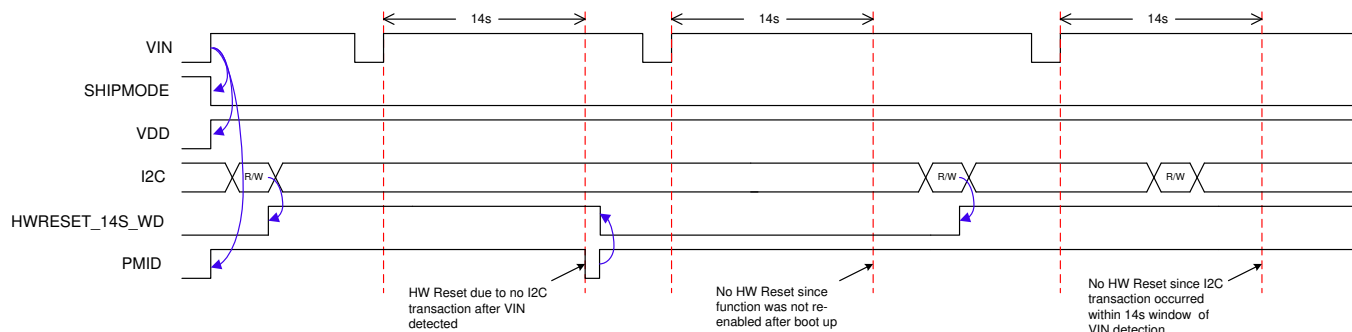 14s
14s
14s
VIN
SHIPMODE
VDD
I2C
R/W
R/W
R/W
HWRESET_14S_WD
PMID
HW Reset due to no I2C
transaction after VIN
detected
No HW Reset since
function was not re-
enabled after boot up
No HW Reset since I2C
transaction occurred
within 14s window of
VIN detection